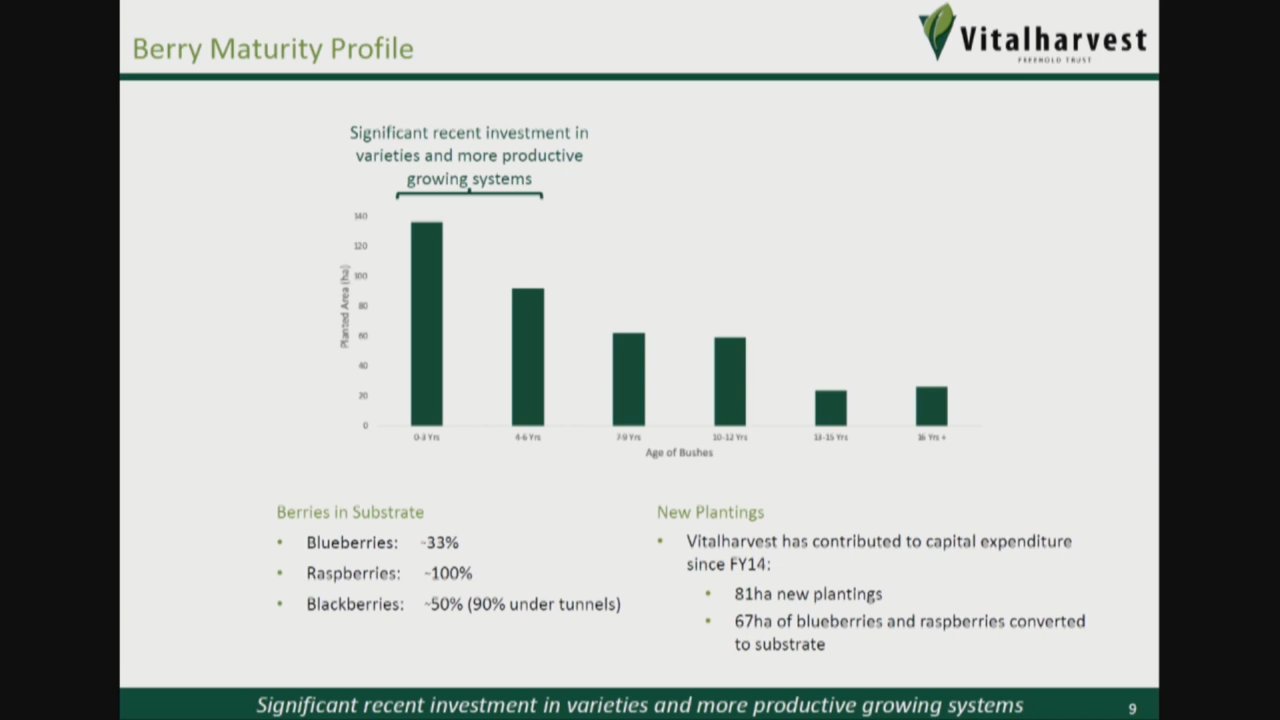 Berry Maturity Profile
Vitalharvest
FREEHOLD TRUST
Significant recent investment in
varieties and more productive
growing systems
140
120
100
80
60
40
20
0
Planted Area (ha)
0-3 Yrs
4-6 Yrs
7-9 Yrs
10-12 Yrs
13-15 Yrs
16 Yrs +
Age of Bushes
Berries in Substrate
• Blueberries: ~33%
• Raspberries: ~100%
• Blackberries: ~50% (90% under tunnels)
New Plantings
• Vitalharvest has contributed to capital expenditure
since FY14:
• 81ha new plantings
• 67ha of blueberries and raspberries converted
to substrate
Significant recent investment in varieties and more productive growing systems
9